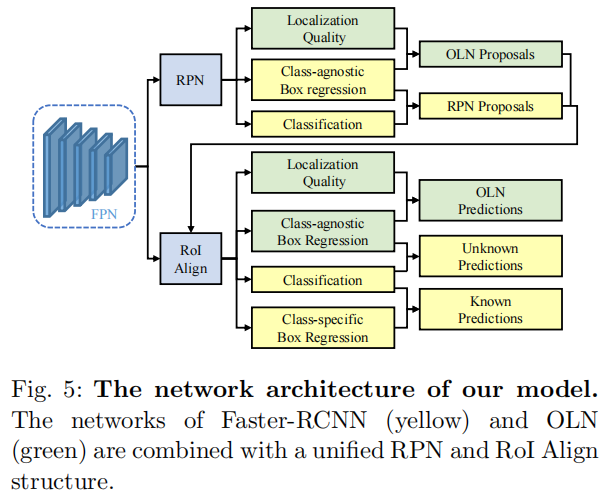 Localization
Quality
RPN
Class-agnostic
Box regression
Classification
OLN Proposals
RPN Proposals
FPN
RoI
Align
Localization
Quality
Class-agnostic
Box Regression
Classification
Class-specific
Box Regression
OLN
Predictions
Unknown
Predictions
Known
Predictions
Fig. 5: The network architecture of our model.
The networks of Faster-RCNN (yellow) and OLN
(green) are combined with a unified RPN and RoI Align
structure.